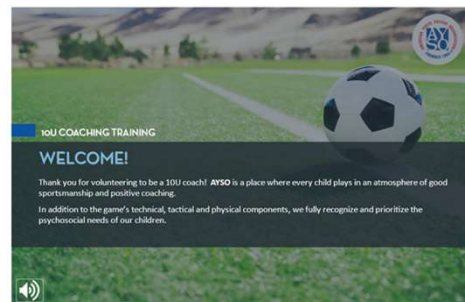 AYSO
10U COACHING TRAINING
WELCOME!
Thank you for volunteering to be a 10U coach! AYSO is a place where every child plays in an atmosphere of good
sportsmanship and positive coaching.
In addition to the game's technical, tactical and physical components, we fully recognize and prioritize the
psychosocial needs of our children.